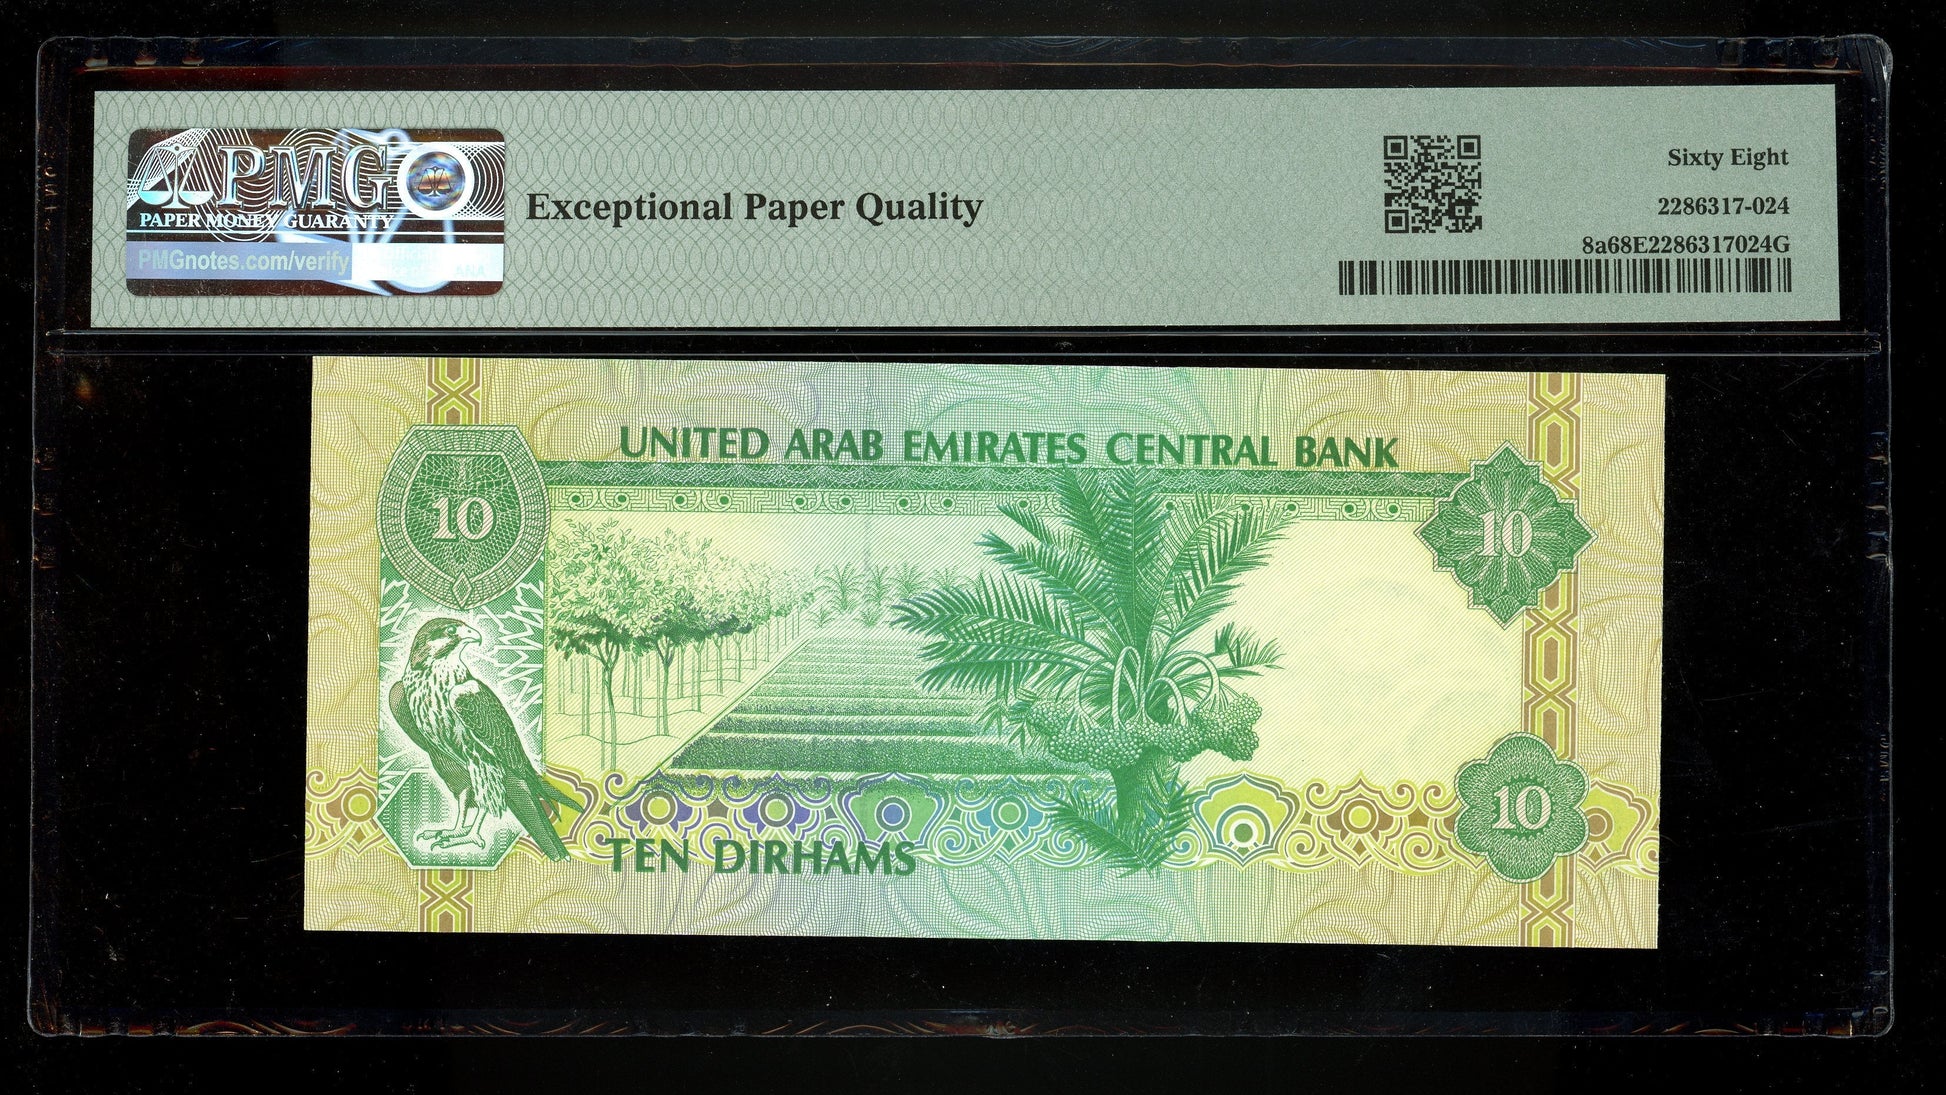 PMG
PAPER MONEY GUARANTY
PMGnotes.com/verify
ANA
Exceptional Paper Quality
Sixty Eight
2286317-024
8a68E2286317024G
UNITED ARAB EMIRATES CENTRAL BANK
10
10
10
TEN DIRHAMS